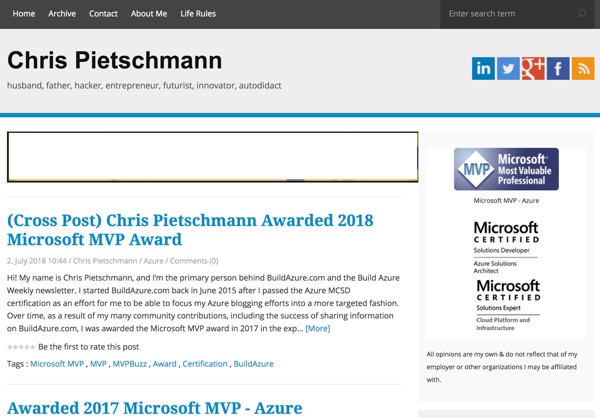 Home Archive Contact About Me Life Rules Enter search term
Chris Pietschmann
husband, father, hacker, entrepreneur, futurist, innovator, autodidact
in g+ f
(Cross Post) Chris Pietschmann Awarded 2018
Microsoft MVP Award
2. July 2018 10:44 / Chris Pietschmann / Azure / Comments (0)
Hi! My name is Chris Pietschmann, and I'm the primary person behind BuildAzure.com and the Build Azure
Weekly newsletter. I started BuildAzure.com back in June 2015 after I passed the Azure MCSD
certification as an effort for me to be able to focus my Azure blogging efforts into a more targeted fashion.
Over time, as a result of my many community contributions, including the success of sharing information
on BuildAzure.com, I was awarded the Microsoft MVP award in 2017 in the exp... [More]
Be the first to rate this post
Tags : Microsoft MVP , MVP , MVPBuzz , Award , Certification , BuildAzure
Awarded 2017 Microsoft MVP - Azure
MVP
Microsoft®
Most Valuable
Professional
Microsoft MVP - Azure
Microsoft
CERTIFIED
Solutions Developer
Azure Solutions
Architect
Microsoft
CERTIFIED
Solutions Expert
Cloud Platform and
Infrastructure
All opinions are my own & do not reflect that of my
employer or other organizations I may be affiliated
with.